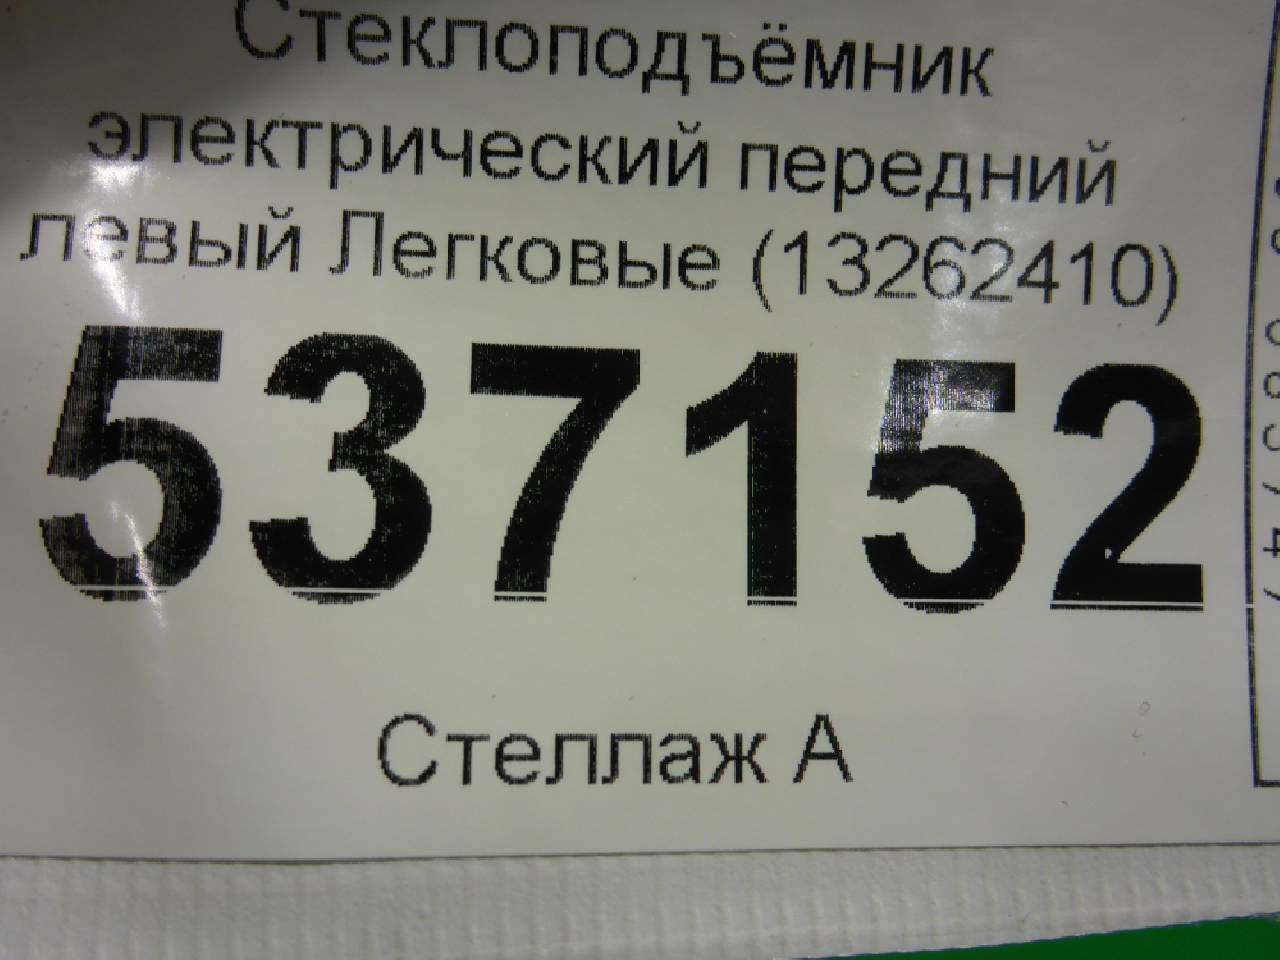 Стеклоподъёмник
электрический передний
левый Легковые (13262410)
537152
Стеллаж А